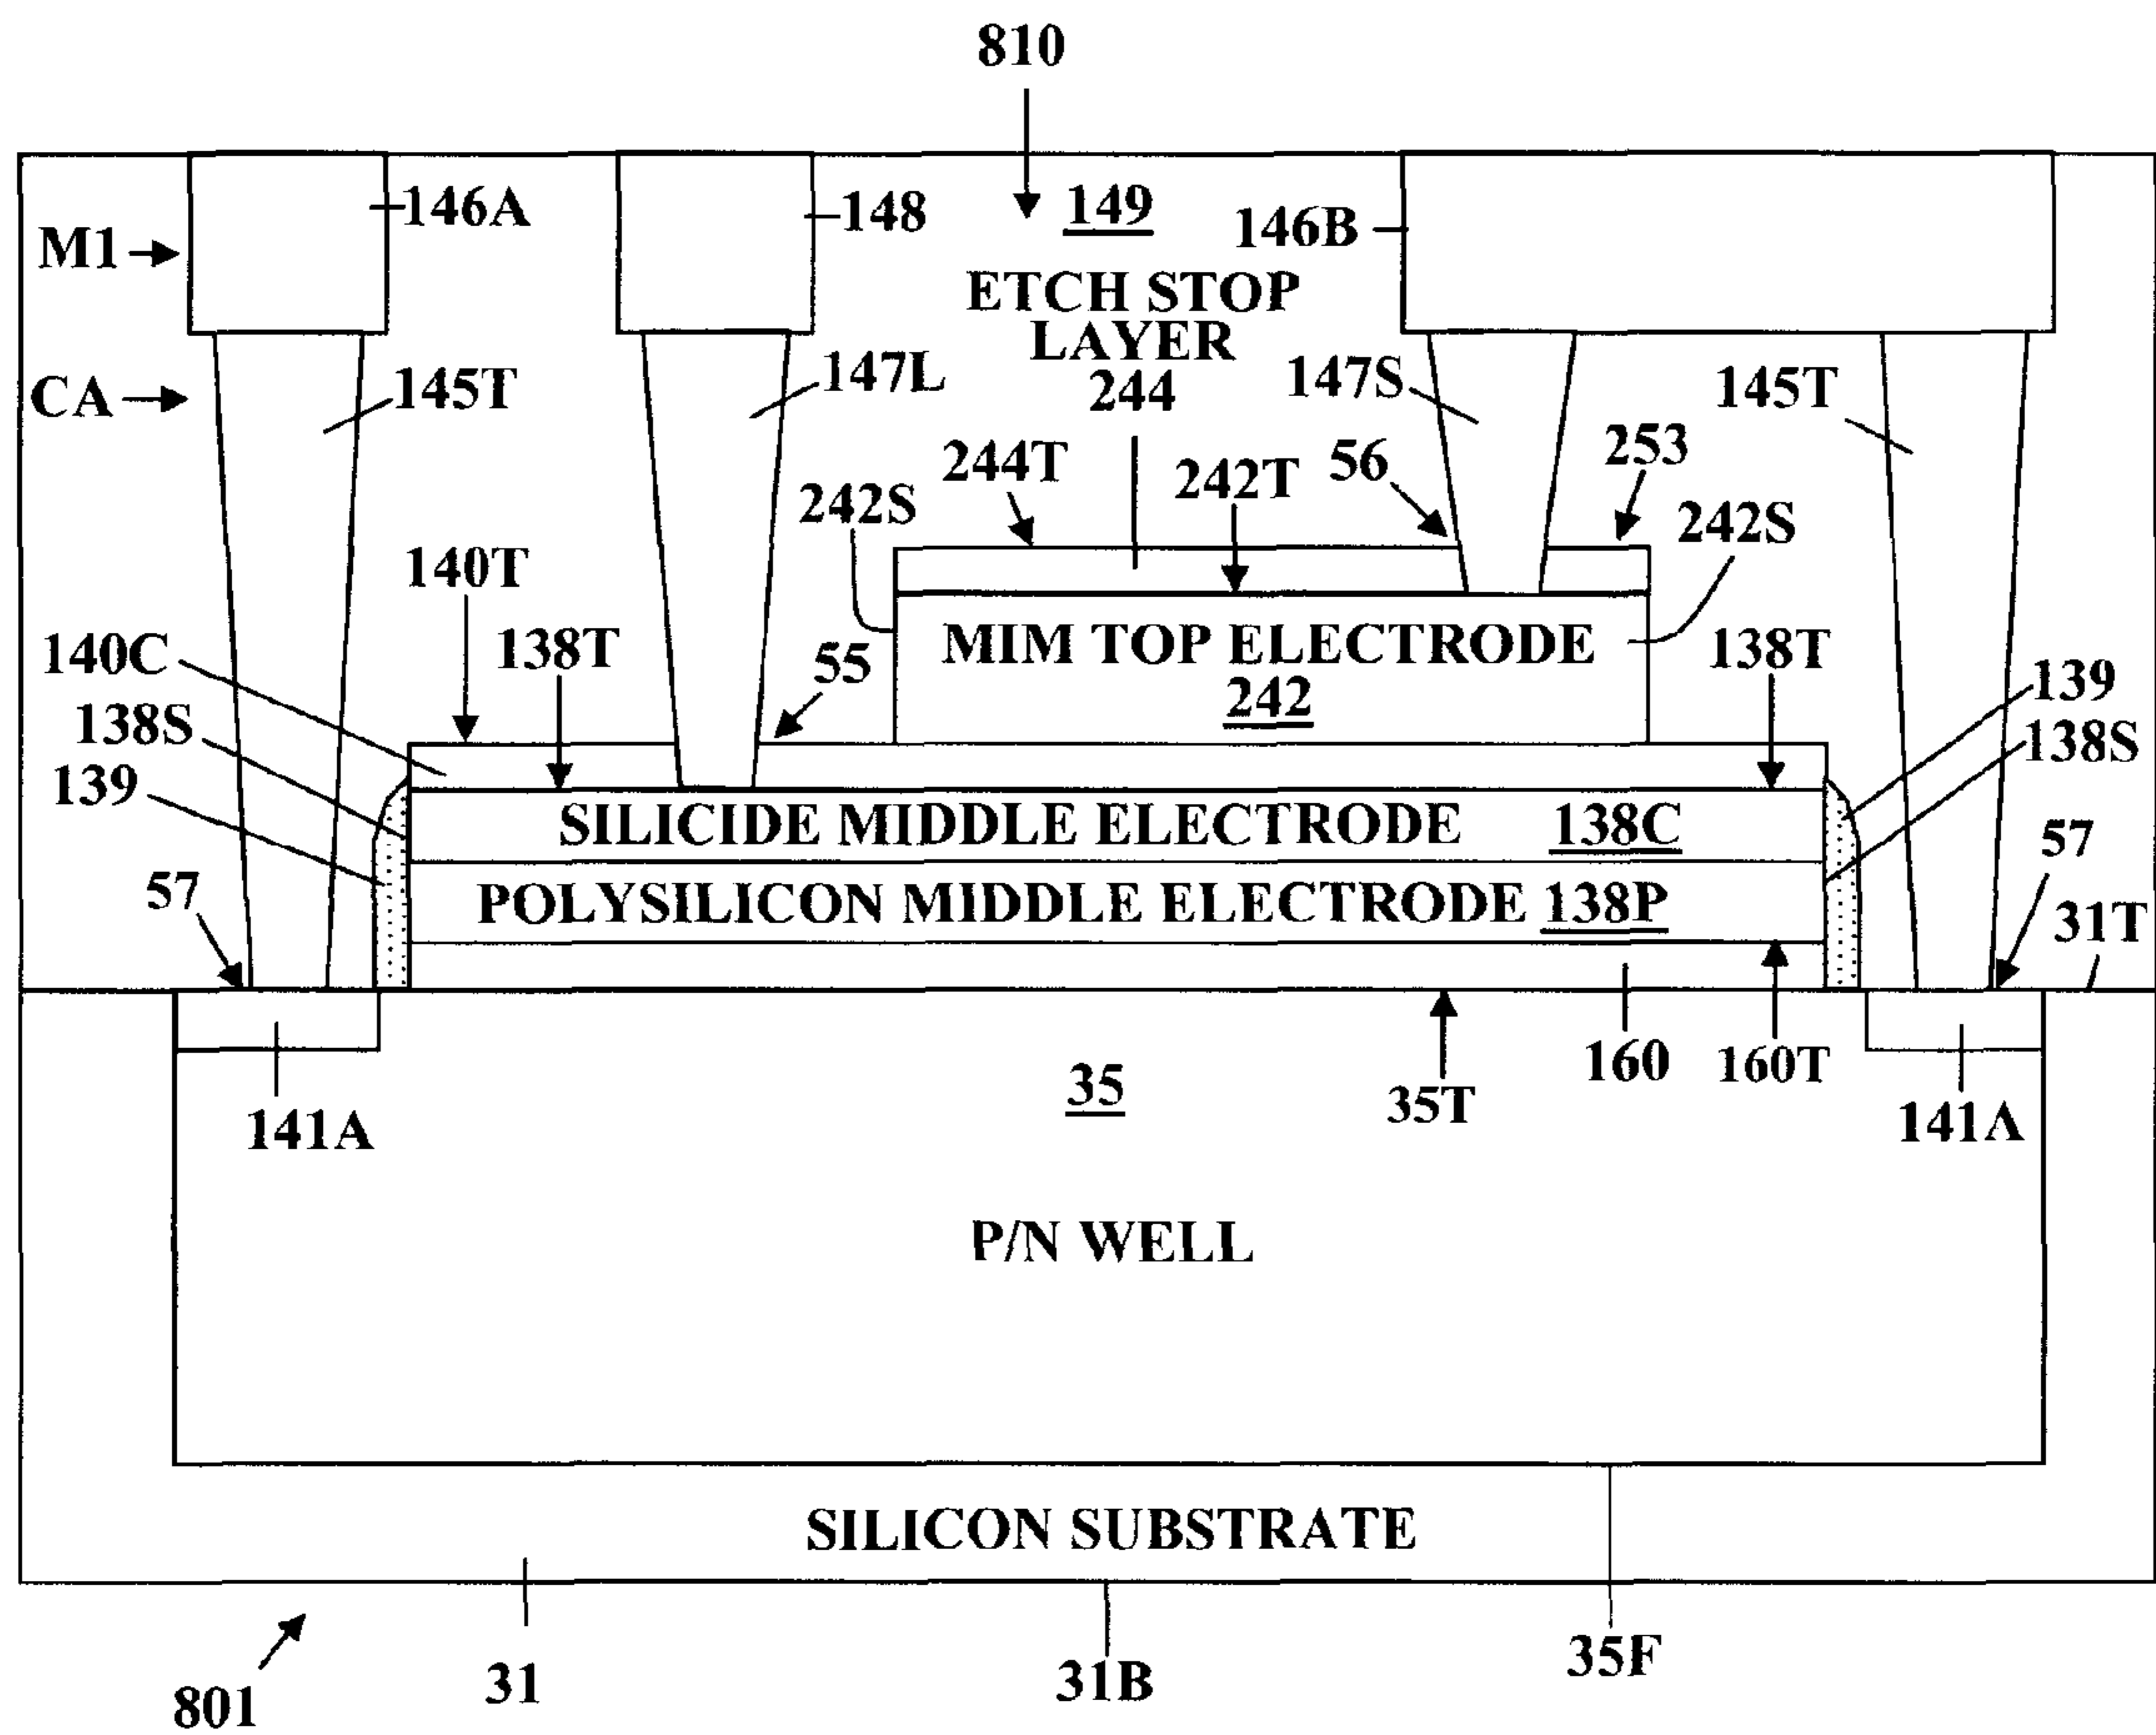 810
146A
148
149
146B
M1
ETCH STOP
LAYER
244
CA
145T
147L
147S
145T
244T
242T
56
253
242S
242S
140T
138T
140C
55
MIM TOP ELECTRODE
242
138T
139
138S
138S
139
SILICIDE MIDDLE ELECTRODE 138C
57
57
POLYSILICON MIDDLE ELECTRODE 138P
31T
141A
35
35T
160
160T
141A
P/N WELL
SILICON SUBSTRATE
801
31
31B
35F